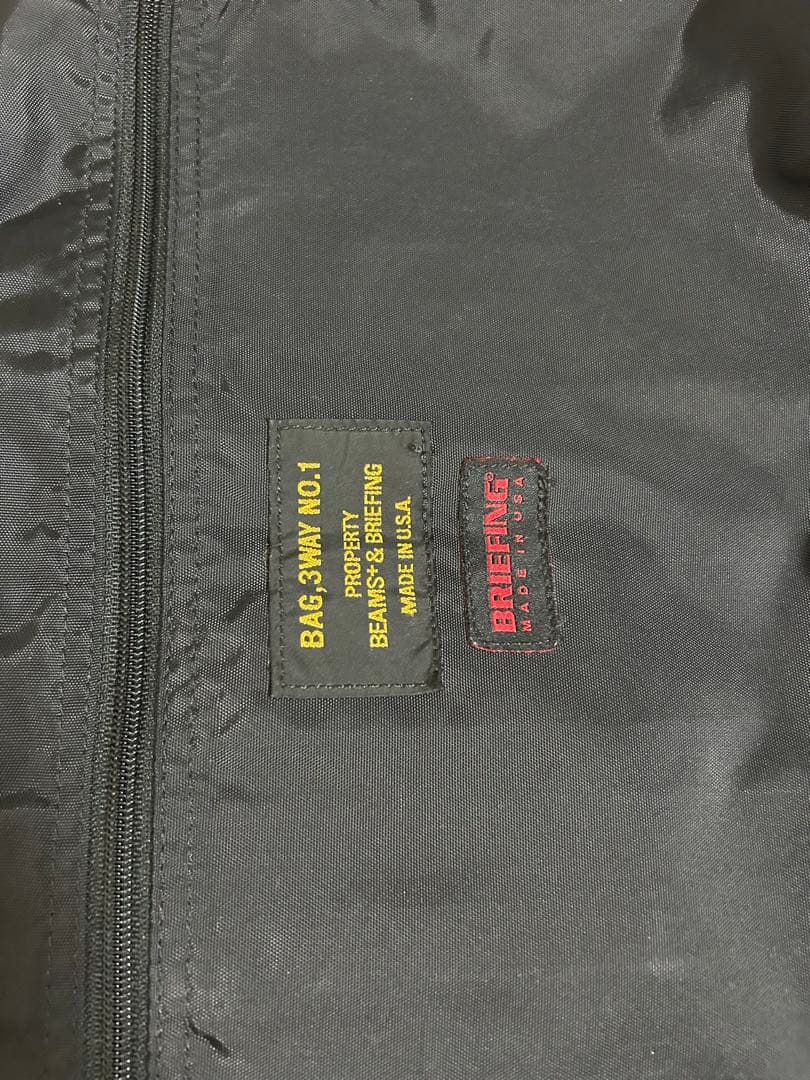 BAG,3WAY NO.1
PROPERTY
BEAMS+ & BRIEFING
MADE IN U.S.A.
BRIEFING®
MADE IN USA